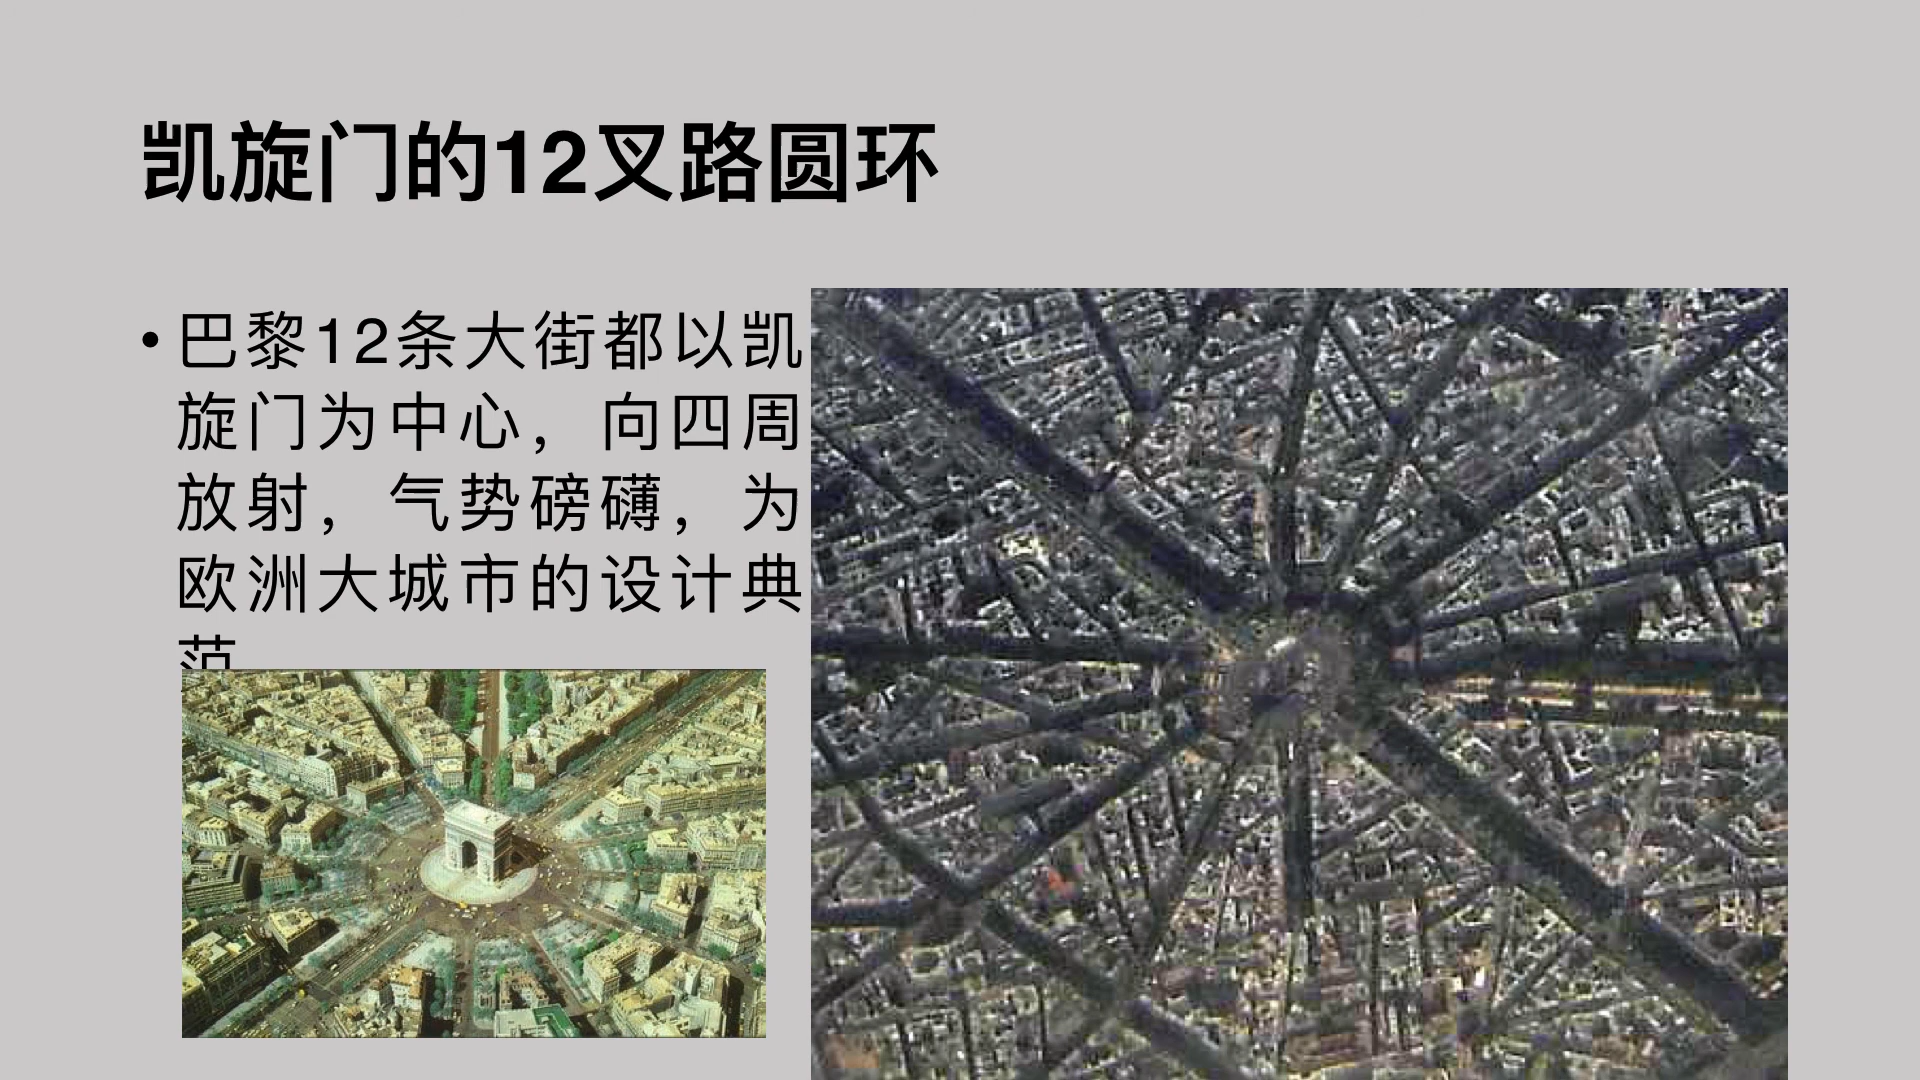 凯旋门的12叉路圆环
• 巴黎12条大街都以凯
旋门为中心，向四周
放射，气势磅礴，为
欧洲大城市的设计典
范